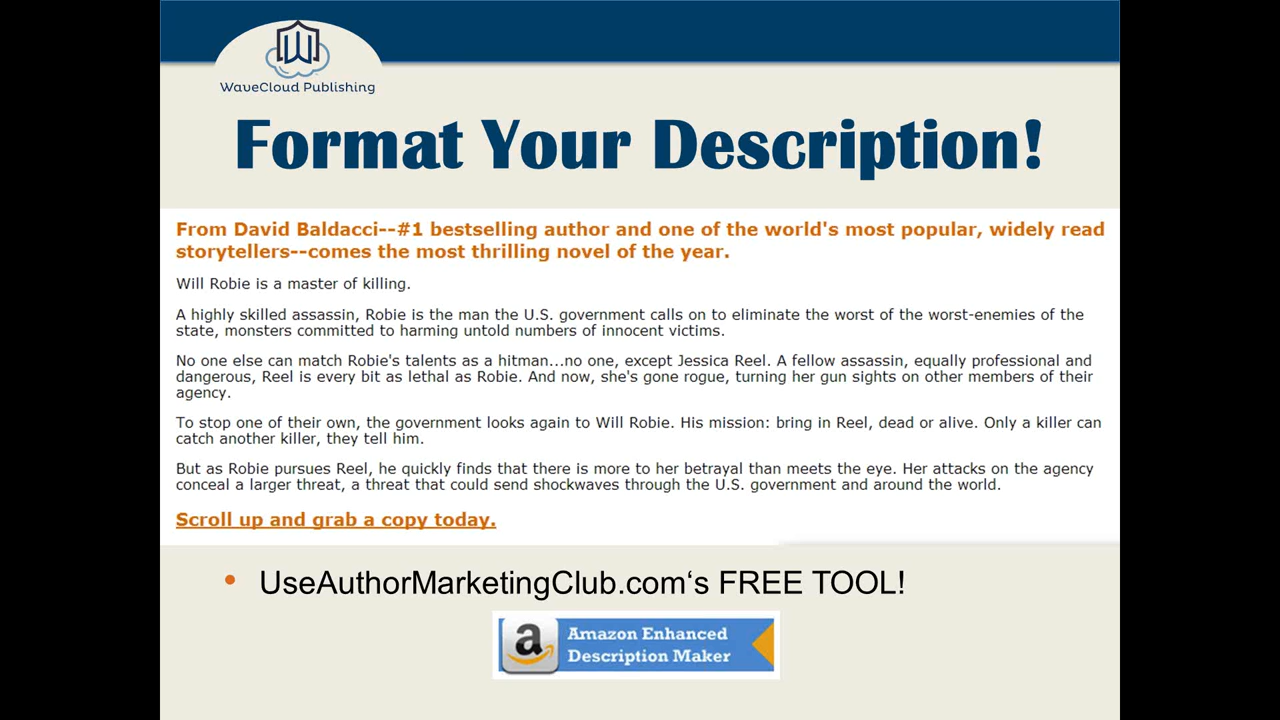 WaveCloud Publishing
Format Your Description!
From David Baldacci--#1 bestselling author and one of the world's most popular, widely read
storytellers--comes the most thrilling novel of the year.
Will Robie is a master of killing.
A highly skilled assassin, Robie is the man the U.S. government calls on to eliminate the worst of the worst-enemies of the
state, monsters committed to harming untold numbers of innocent victims.
No one else can match Robie's talents as a hitman...no one, except Jessica Reel. A fellow assassin, equally professional and
dangerous, Reel is every bit as lethal as Robie. And now, she's gone rogue, turning her gun sights on other members of their
agency.
To stop one of their own, the government looks again to Will Robie. His mission: bring in Reel, dead or alive. Only a killer can
catch another killer, they tell him.
But as Robie pursues Reel, he quickly finds that there is more to her betrayal than meets the eye. Her attacks on the agency
conceal a larger threat, a threat that could send shockwaves through the U.S. government and around the world.
Scroll up and grab a copy today.
• UseAuthorMarketingClub.com‘s FREE TOOL!
a Amazon Enhanced
Description Maker